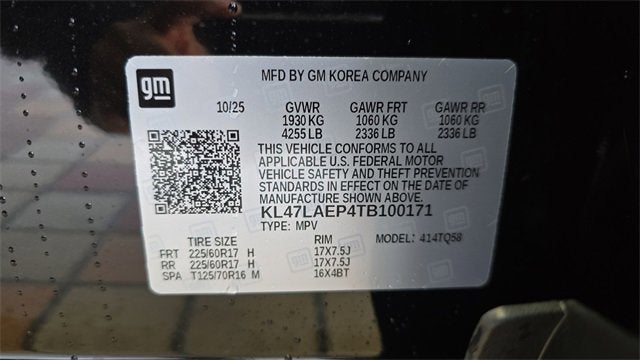 gm
MFD BY GM KOREA COMPANY
10/25 GVWR GAWR FRT GAWR RR
1930 KG 1060 KG 1060 KG
4255 LB 2336 LB 2336 LB
THIS VEHICLE CONFORMS TO ALL
APPLICABLE U.S. FEDERAL MOTOR
VEHICLE SAFETY AND THEFT PREVENTION
STANDARDS IN EFFECT ON THE DATE OF
MANUFACTURE SHOWN ABOVE.
KL47LAEP4TB100171
TYPE: MPV
TIRE SIZE RIM MODEL: 414TQ58
FRT 225/60R17 H 17X7.5J
RR 225/60R17 H 17X7.5J
SPA T125/70R16 M 16X4BT